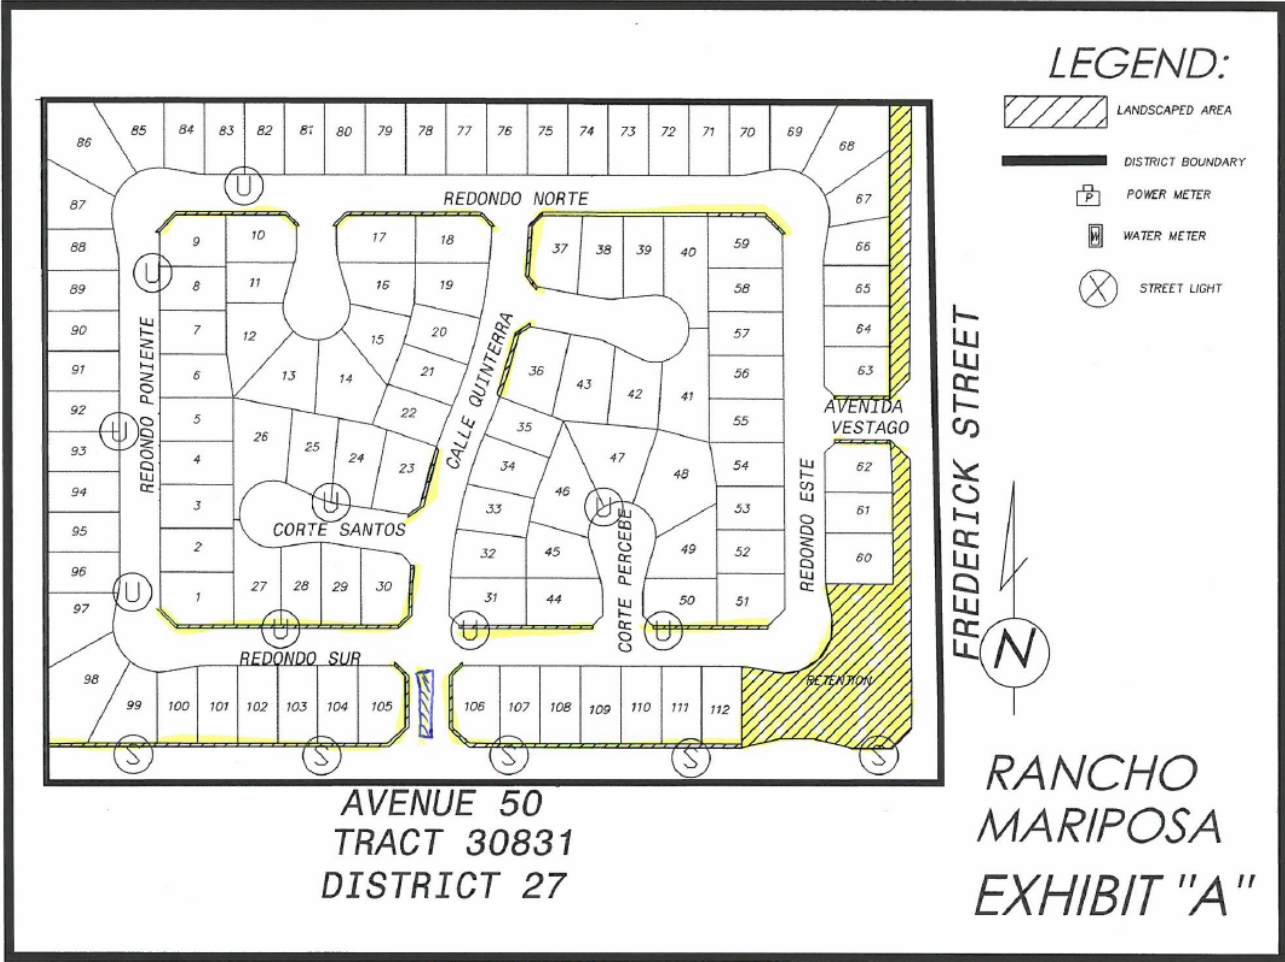 LEGEND:
LANDSCAPED AREA
DISTRICT BOUNDARY
P
POWER METER
W
WATER METER
X
STREET LIGHT
86 85 84 83 82 81 80 79 78 77 76 75 74 73 72 71 70 69 68
U
REDONDO NORTE
87 67
9 10 17 18 37 38 39 40 59 66
88
U
89 8 11 16 19 58 65
90 7 12 15 20 57 64
91 6 13 14 21 36 43 42 41 56 63
REDONDO PONIENTE
CALLE QUINTERRA
AVENIDA
VESTAGO
FREDERICK STREET
92 5 26 22 35 55
U
93 4 25 24 23 34 47 48 54 62
94 3 33 46 53 61
U
U
CORTE SANTOS
REDONDO ESTE
95 2 32 45 49 52 60
CORTE PERCEBE
96
U
97 1 27 28 29 30 31 44 50 51
U
U
U
REDONDO SUR
98 99 100 101 102 103 104 105 106 107 108 109 110 111 112
RETENTION
S
S
S
S
S
N
AVENUE 50
TRACT 30831
DISTRICT 27
RANCHO
MARIPOSA
EXHIBIT "A"